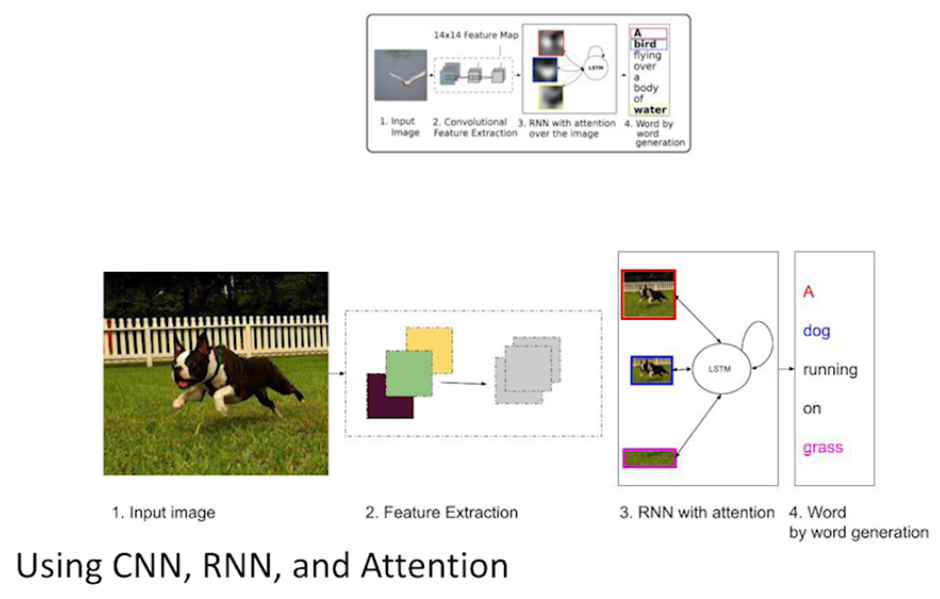 14x14 Feature Map
LSTM
A
bird
flying
over
a
body
of
water
1. Input
Image
2. Convolutional
Feature Extraction
3. RNN with attention
over the image
4. Word by
word
generation
LSTM
A
dog
running
on
grass
1. Input image
2. Feature Extraction
3. RNN with attention
4. Word
by word generation
Using CNN, RNN, and Attention